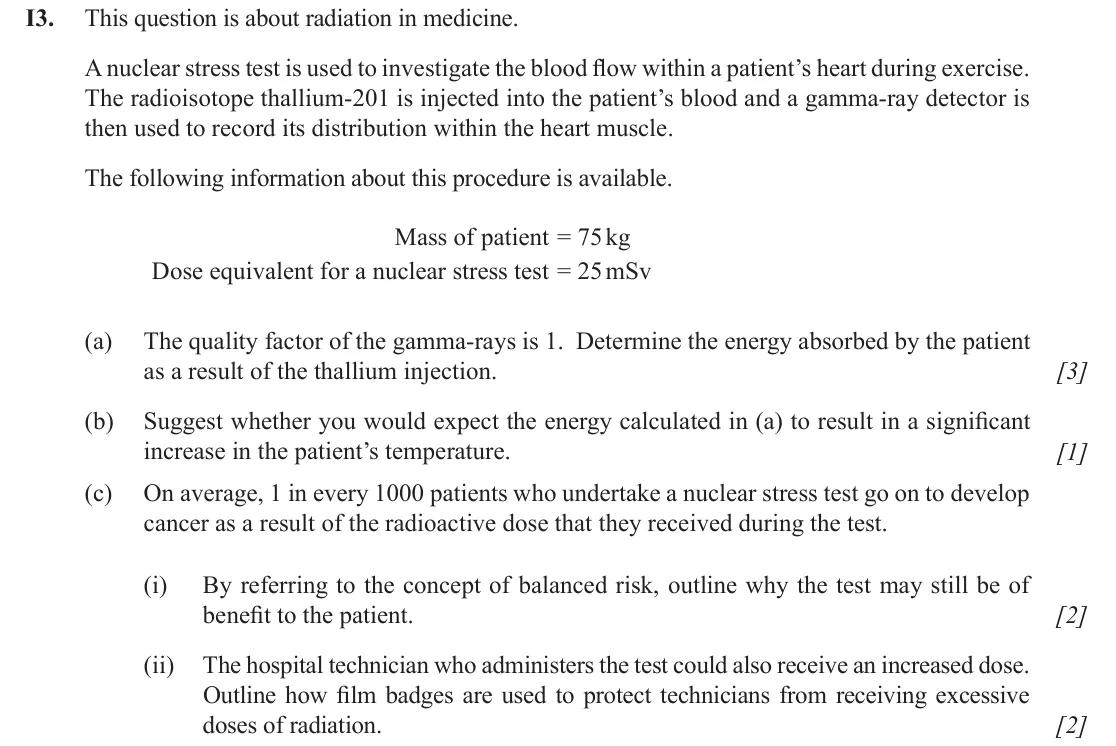 I3. This question is about radiation in medicine.
A nuclear stress test is used to investigate the blood flow within a patient's heart during exercise.
The radioisotope thallium-201 is injected into the patient's blood and a gamma-ray detector is
then used to record its distribution within the heart muscle.
The following information about this procedure is available.
Mass of patient = 75 kg
Dose equivalent for a nuclear stress test = 25 mSv
(a) The quality factor of the gamma-rays is 1. Determine the energy absorbed by the patient
as a result of the thallium injection. [3]
(b) Suggest whether you would expect the energy calculated in (a) to result in a significant
increase in the patient's temperature. [1]
(c) On average, 1 in every 1000 patients who undertake a nuclear stress test go on to develop
cancer as a result of the radioactive dose that they received during the test.
(i) By referring to the concept of balanced risk, outline why the test may still be of
benefit to the patient. [2]
(ii) The hospital technician who administers the test could also receive an increased dose.
Outline how film badges are used to protect technicians from receiving excessive
doses of radiation. [2]